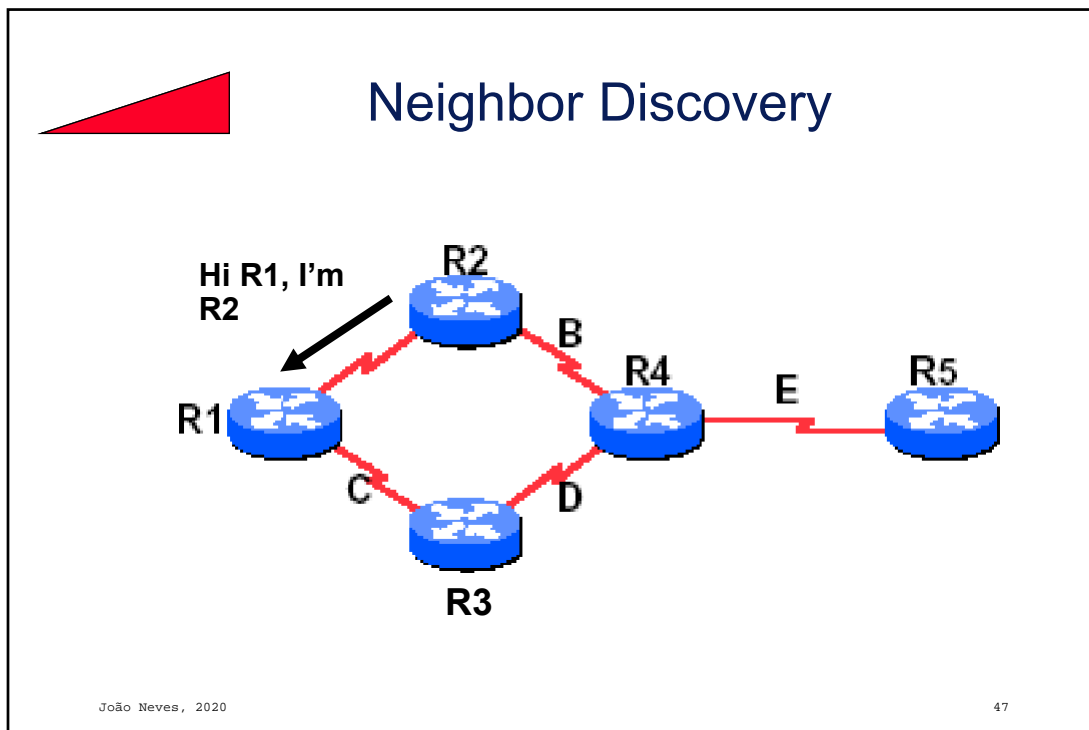 Neighbor Discovery
Hi R1, I'm
R2
R2
B
R4
R5
E
R1
C
D
R3
João Neves, 2020
47